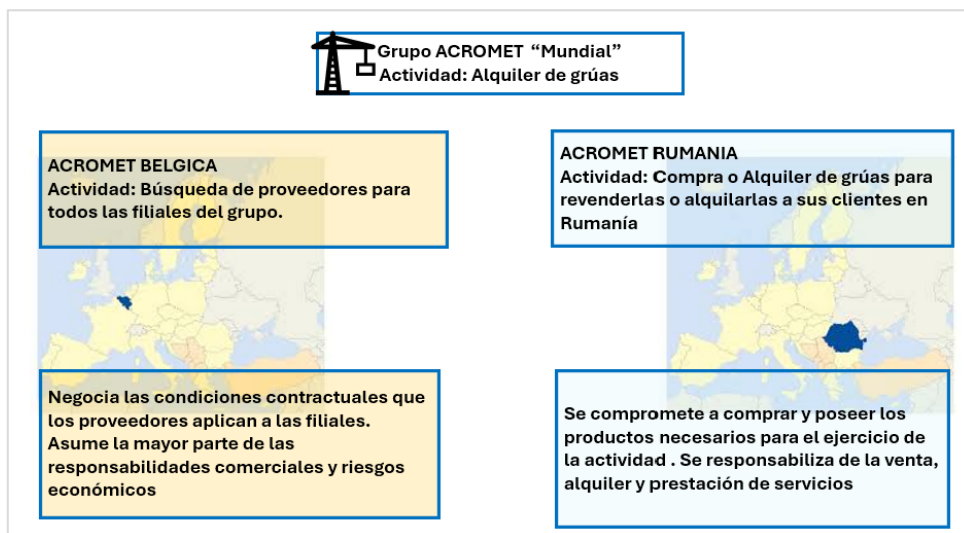 Grupo ACROMET “Mundial”
Actividad: Alquiler de grúas
ACROMET BELGICA
Actividad: Búsqueda de proveedores para
todos las filiales del grupo.
ACROMET RUMANIA
Actividad: Compra o Alquiler de grúas para
revenderlas o alquilarlas a sus clientes en
Rumanía
Negocia las condiciones contractuales que
los proveedores aplican a las filiales.
Asume la mayor parte de las
responsabilidades comerciales y riesgos
económicos
Se compromete a comprar y poseer los
productos necesarios para el ejercicio de
la actividad . Se responsabiliza de la venta,
alquiler y prestación de servicios